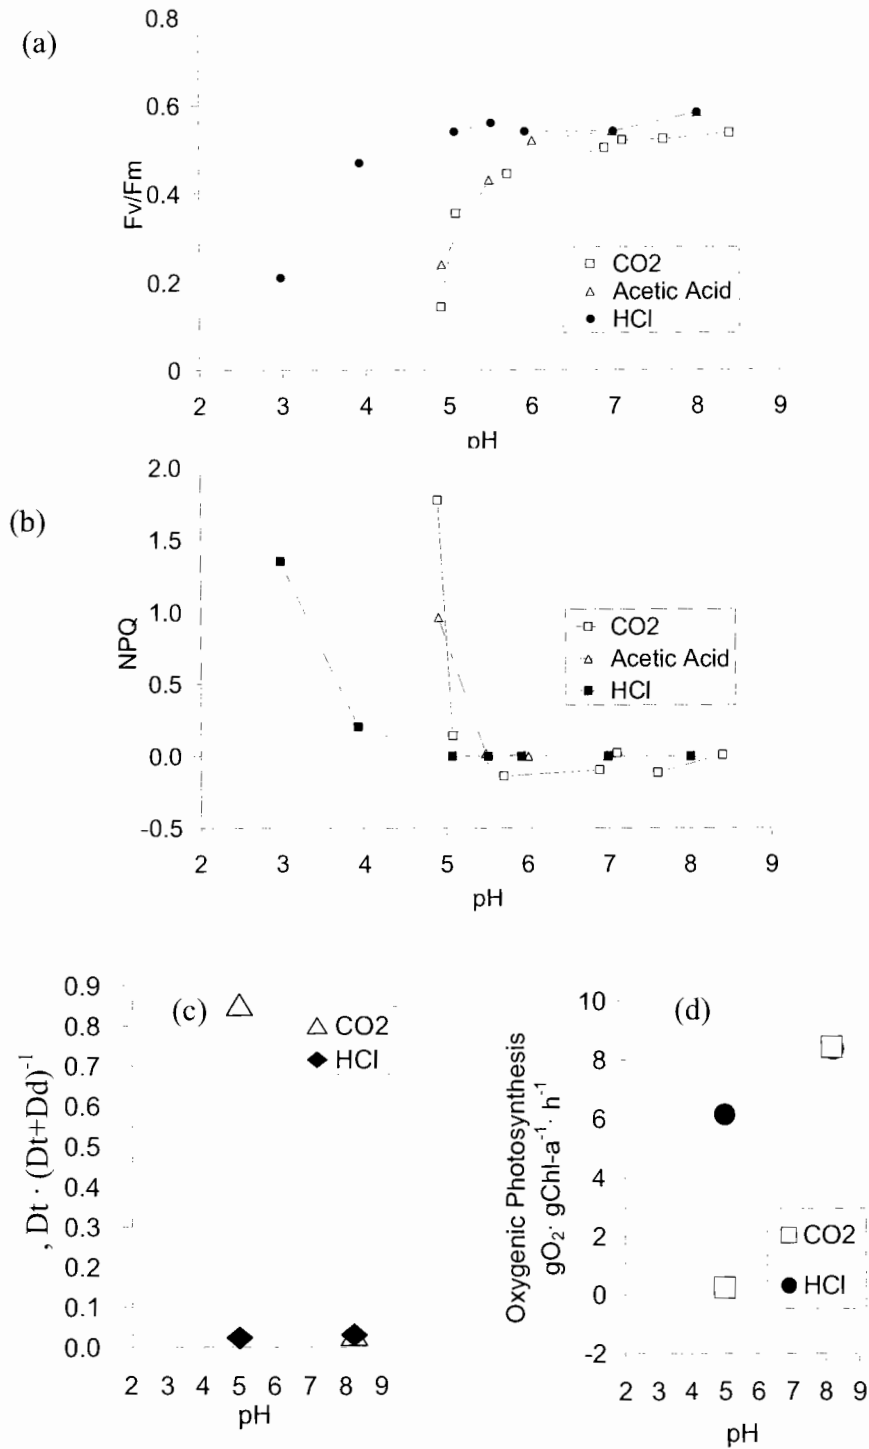 (a)
0.8
0.6
0.4
0.2
0
Fv/Fm
CO2
Acetic Acid
HCl
2 3 4 5 6 7 8 9
pH
(b)
2.0
1.5
1.0
0.5
0.0
-0.5
NPQ
CO2
Acetic Acid
HCl
2 3 4 5 6 7 8 9
pH
(c)
0.9
0.8
0.7
0.6
0.5
0.4
0.3
0.2
0.1
0.0
, Dt · (Dt+Dd)⁻¹
CO2
HCl
2 3 4 5 6 7 8 9
pH
(d)
10
8
6
4
2
0
-2
Oxygenic Photosynthesis
gO₂· gChl-a⁻¹· h⁻¹
CO2
HCl
2 3 4 5 6 7 8 9
pH